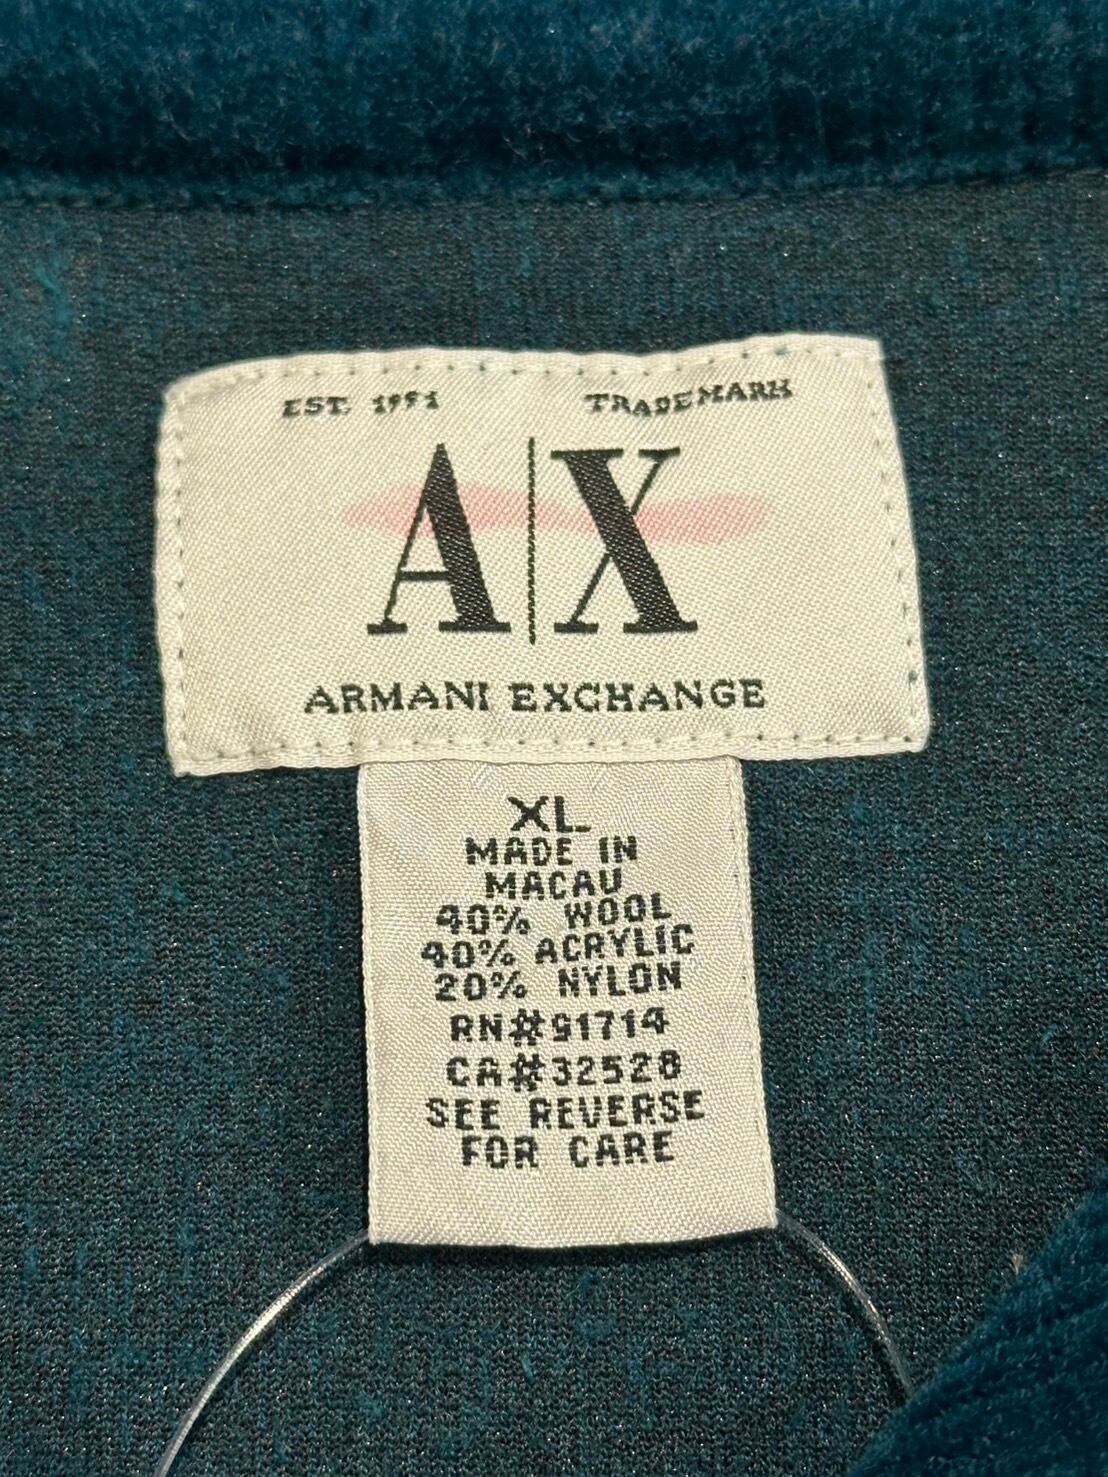 EST. 1991 TRADEMARK
A|X
ARMANI EXCHANGE
XL
MADE IN
MACAU
40% WOOL
40% ACRYLIC
20% NYLON
RN#91714
CA#32528
SEE REVERSE
FOR CARE